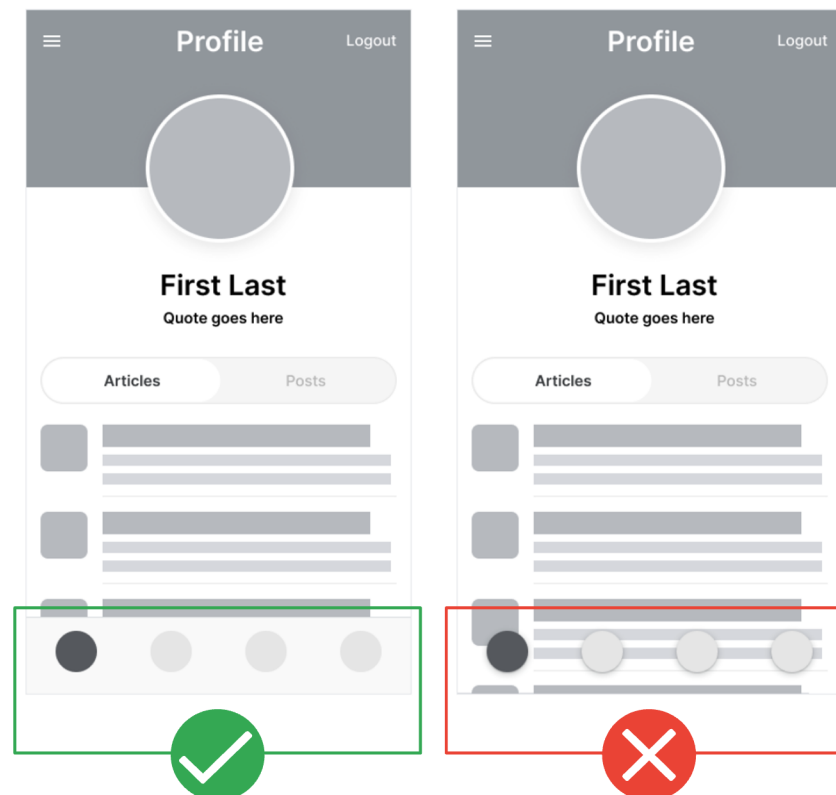 Profile
Logout
First Last
Quote goes here
Articles
Posts
Profile
Logout
First Last
Quote goes here
Articles
Posts